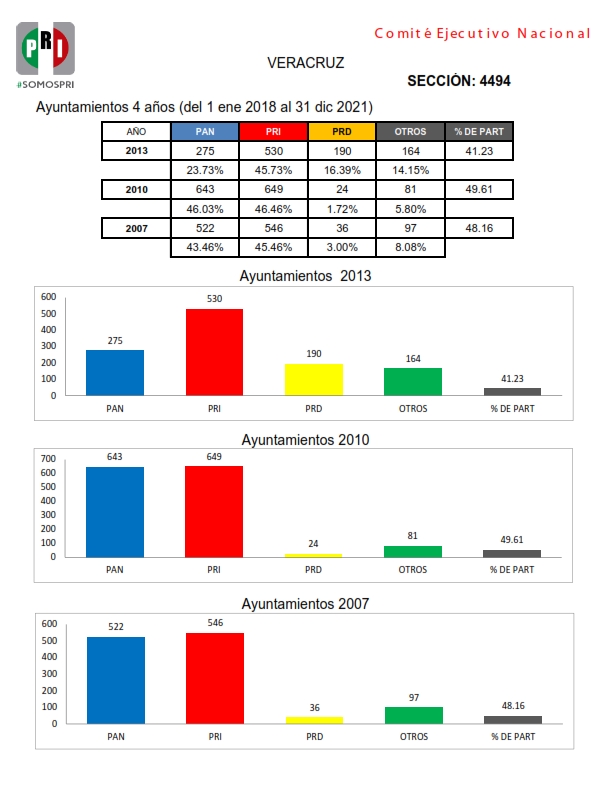 Comité Ejecutivo Nacional
PRI
#SOMOSPRI
VERACRUZ
SECCIÓN: 4494
Ayuntamientos 4 años (del 1 ene 2018 al 31 dic 2021)
AÑO PAN PRI PRD OTROS % DE PART
2013 275 530 190 164 41.23
23.73% 45.73% 16.39% 14.15%
2010 643 649 24 81 49.61
46.03% 46.46% 1.72% 5.80%
2007 522 546 36 97 48.16
43.46% 45.46% 3.00% 8.08%
Ayuntamientos 2013
600
500
400
300
200
100
0
275 530 190 164 41.23
PAN PRI PRD OTROS % DE PART
Ayuntamientos 2010
700
600
500
400
300
200
100
0
643 649 24 81 49.61
PAN PRI PRD OTROS % DE PART
Ayuntamientos 2007
600
500
400
300
200
100
0
522 546 36 97 48.16
PAN PRI PRD OTROS % DE PART